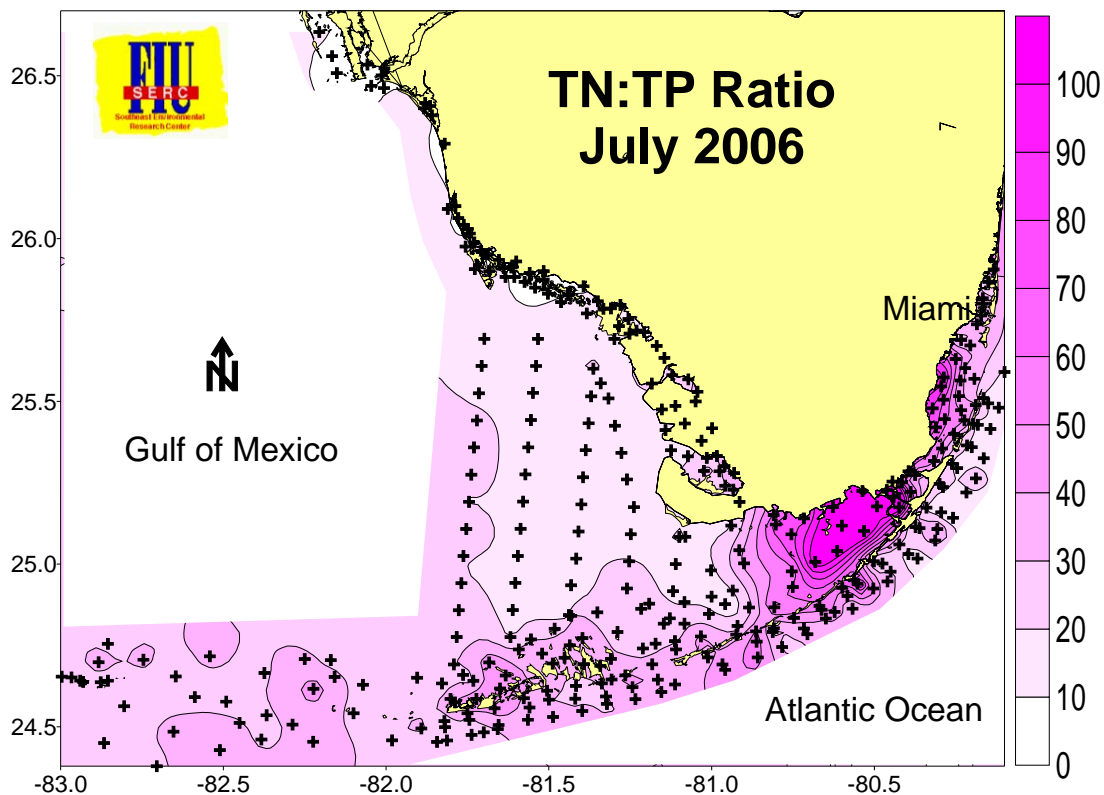 FIU
SERC
Southeast Environmental
Research Center
TN:TP Ratio
July 2006
Miami
N
Gulf of Mexico
Atlantic Ocean
26.5
26.0
25.5
25.0
24.5
-83.0
-82.5
-82.0
-81.5
-81.0
-80.5
100
90
80
70
60
50
40
30
20
10
0